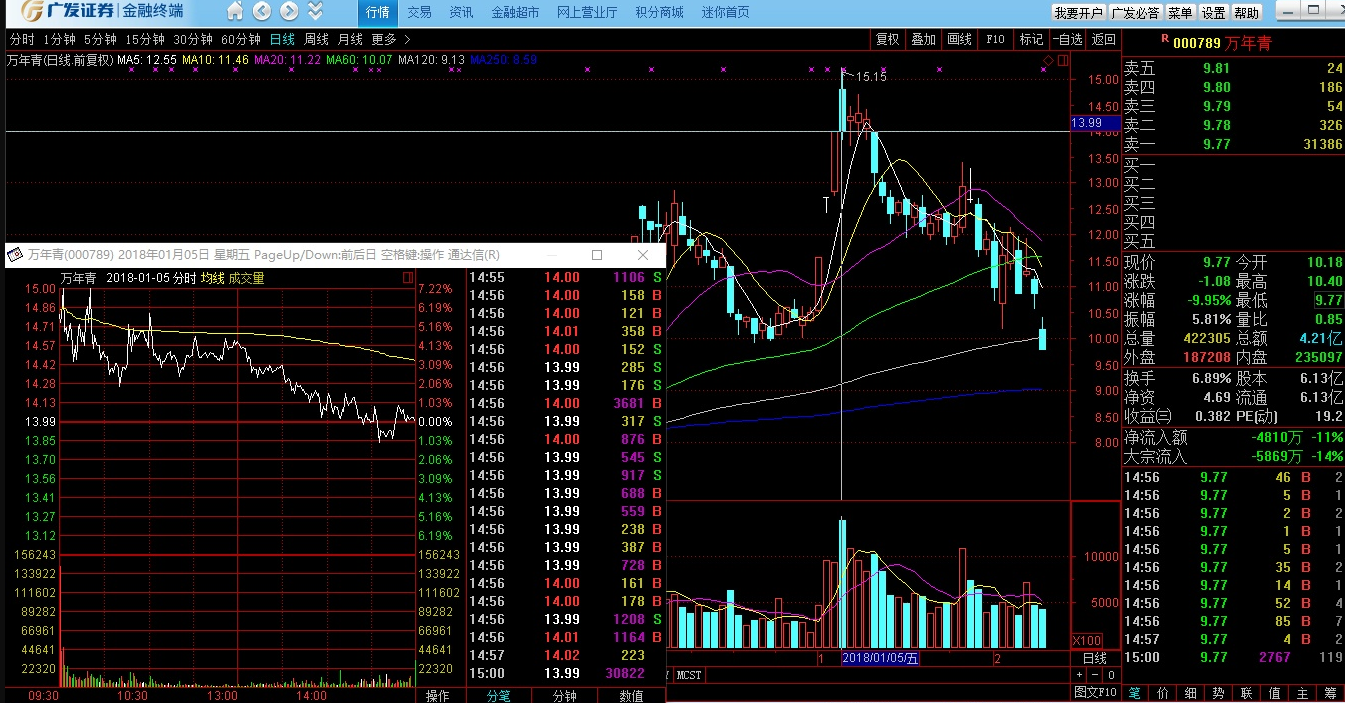 广发证券 金融终端 行情 交易 资讯 金融超市 网上营业厅 积分商城 迷你首页 我要开户 广发必答 菜单 设置 帮助
分时 1分钟 5分钟 15分钟 30分钟 60分钟 日线 周线 月线 更多 > 复权 叠加 画线 F10 标记 -自选 返回
R 000789 万年青
万年青(日线.前复权) MA5: 12.55 MA10: 11.46 MA20: 11.22 MA60: 10.07 MA120: 9.13 MA250: 8.59
15.15
15.00
14.50
13.99
14.00
13.50
13.00
12.50
12.00
11.50
11.00
10.50
10.00
9.50
9.00
8.50
8.00
10000
5000
X100
1 2018/01/05/五 2 日线
MCST
+ - 0
图文F10
卖五 9.81 24
卖四 9.80 186
卖三 9.79 54
卖二 9.78 326
卖一 9.77 31386
买一
买二
买三
买四
买五
现价 9.77 今开 10.18
涨跌 -1.08 最高 10.40
涨幅 -9.95% 最低 9.77
振幅 5.81% 量比 0.85
总量 422305 总额 4.21亿
外盘 187208 内盘 235097
换手 6.89% 股本 6.13亿
净资 4.69 流通 6.13亿
收益㈢ 0.382 PE(动) 19.2
净流入额 -4810万 -11%
大宗流入 -5869万 -14%
14:56 9.77 46 B 2
14:56 9.77 5 B 1
14:56 9.77 2 B 2
14:56 9.77 1 B 1
14:56 9.77 5 B 1
14:56 9.77 35 B 2
14:56 9.77 14 B 1
14:56 9.77 52 B 4
14:56 9.77 85 B 7
14:57 9.77 4 B 2
15:00 9.77 2767 119
笔 价 细 势 联 值 主 筹
万年青(000789) 2018年01月05日 星期五 PageUp/Down:前后日 空格键:操作 通达信(R)
万年青 2018-01-05 分时 均线 成交量
15.00 7.22%
14.86 6.19%
14.71 5.16%
14.57 4.13%
14.42 3.09%
14.28 2.06%
14.13 1.03%
13.99 0.00%
13.85 1.03%
13.70 2.06%
13.56 3.09%
13.41 4.13%
13.27 5.16%
13.12 6.19%
156243 156243
133922 133922
111602 111602
89282 89282
66961 66961
44641 44641
22320 22320
09:30 10:30 13:00 14:00 操作
14:55 14.00 1106 S
14:56 14.00 158 B
14:56 14.00 121 B
14:56 14.01 358 B
14:56 14.00 152 S
14:56 13.99 285 S
14:56 13.99 176 S
14:56 14.00 3681 B
14:56 13.99 317 S
14:56 14.00 876 B
14:56 13.99 545 S
14:56 13.99 917 S
14:56 13.99 688 B
14:56 13.99 559 B
14:56 13.99 238 B
14:56 13.99 387 B
14:56 13.99 728 B
14:56 14.00 161 B
14:56 14.00 178 B
14:56 13.99 1208 S
14:56 14.01 1164 B
14:57 14.02 223
15:00 13.99 30822
分笔 分钟 数值